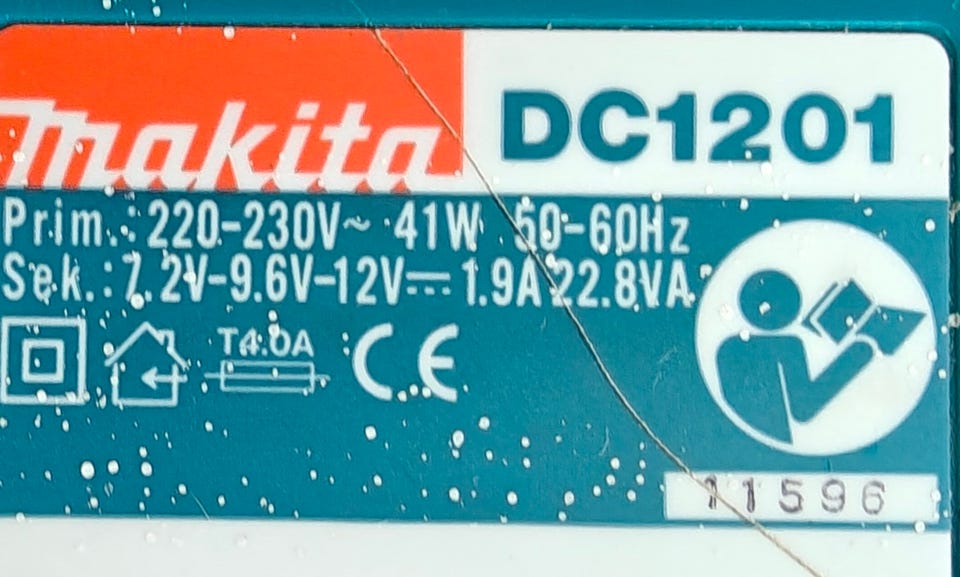 makita
DC1201
Prim.: 220-230V~ 41W 50-60Hz
Sek.: 7.2V-9.6V-12V⎓ 1.9A 22.8VA
T4.0A
CE
11596